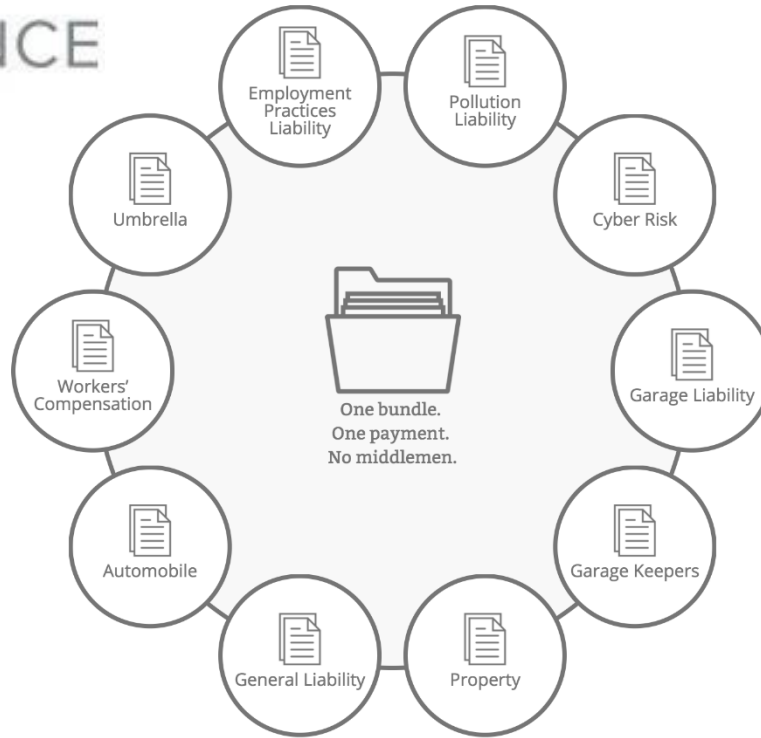 Employment
Practices
Liability
Pollution
Liability
Umbrella
Cyber Risk
Workers'
Compensation
Garage Liability
One bundle.
One payment.
No middlemen.
Automobile
Garage Keepers
General Liability
Property